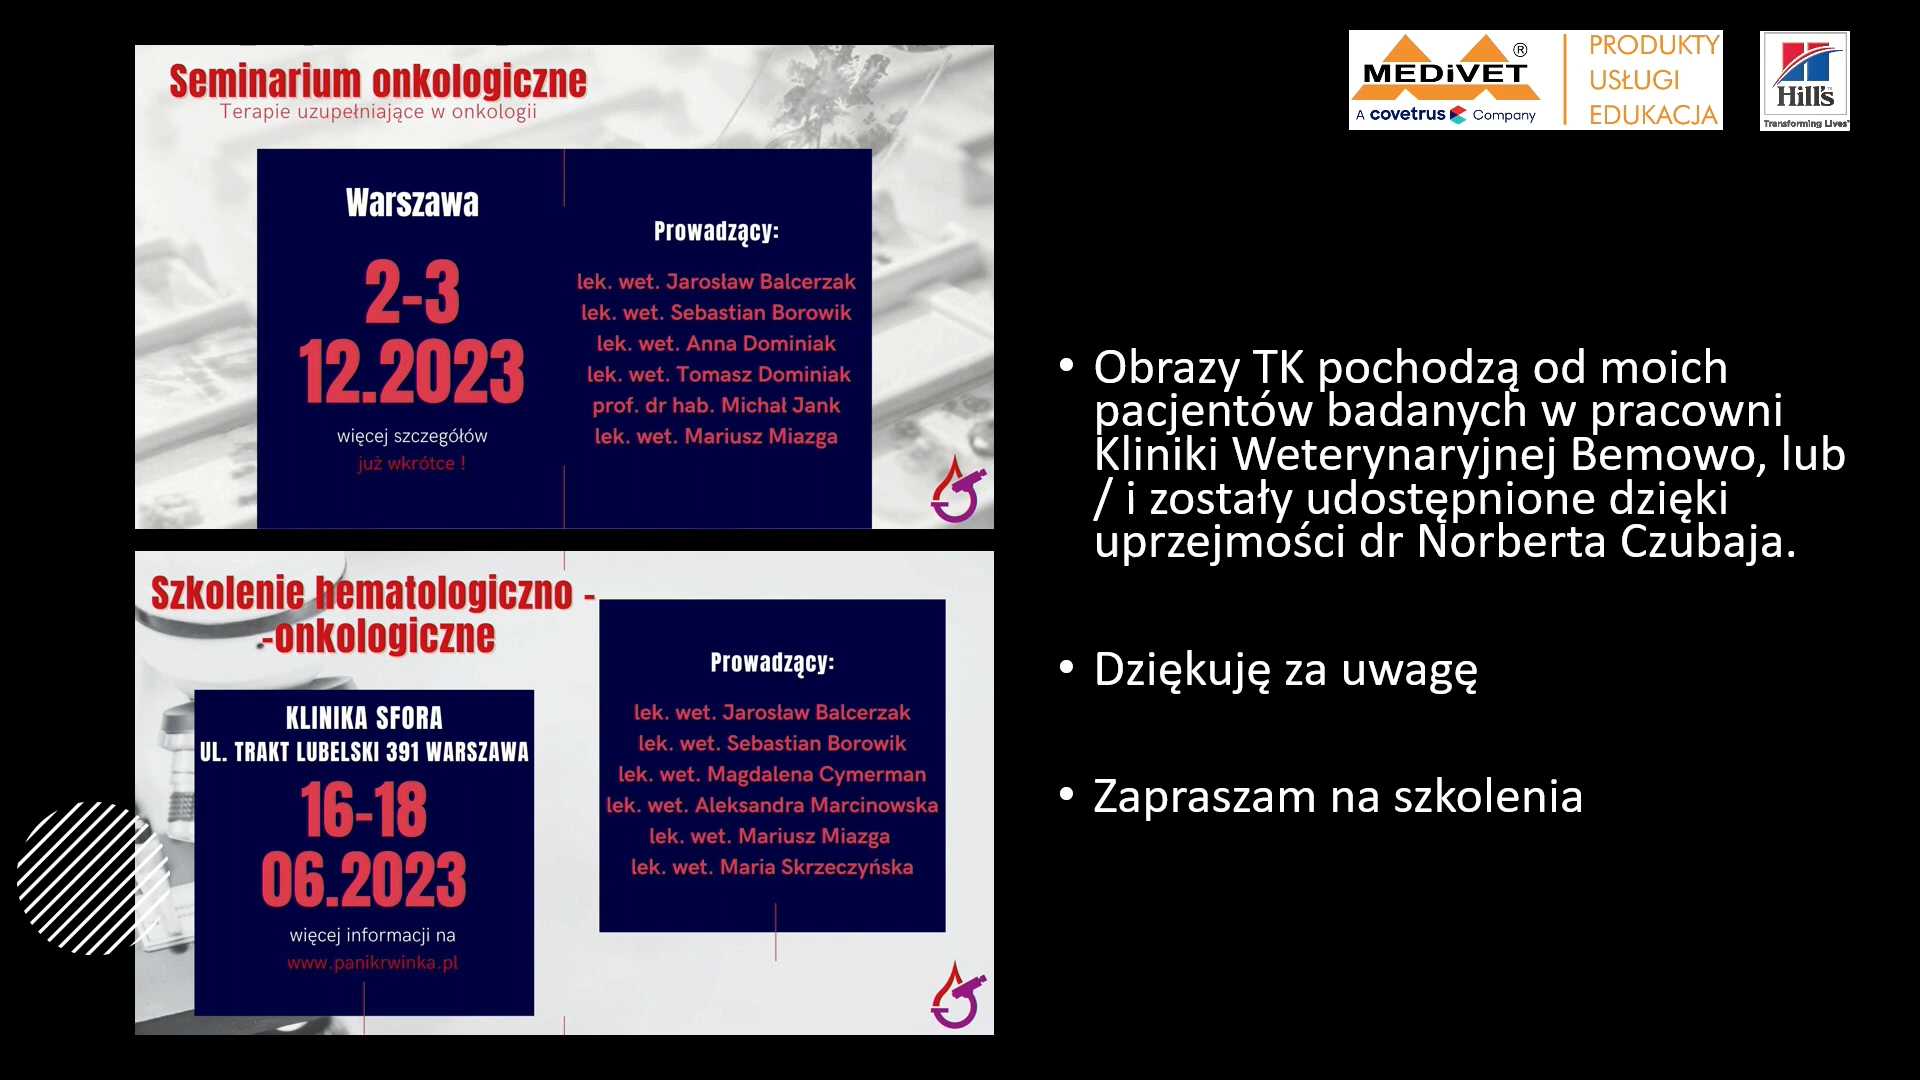 Seminarium onkologiczne
Terapie uzupełniające w onkologii
Warszawa
2-3
12.2023
więcej szczegółów
już wkrótce !
Prowadzący:
lek. wet. Jarosław Balcerzak
lek. wet. Sebastian Borowik
lek. wet. Anna Dominiak
lek. wet. Tomasz Dominiak
prof. dr hab. Michał Jank
lek. wet. Mariusz Miazga
Szkolenie hematologiczno -
-onkologiczne
KLINIKA SFORA
UL. TRAKT LUBELSKI 391 WARSZAWA
16-18
06.2023
więcej informacji na
www.panikrwinka.pl
Prowadzący:
lek. wet. Jarosław Balcerzak
lek. wet. Sebastian Borowik
lek. wet. Magdalena Cymerman
lek. wet. Aleksandra Marcinowska
lek. wet. Mariusz Miazga
lek. wet. Maria Skrzeczyńska
MEDiVET ®
A covetrus Company
PRODUKTY
USŁUGI
EDUKACJA
Hill's
Transforming Lives™
• Obrazy TK pochodzą od moich
pacjentów badanych w pracowni
Kliniki Weterynaryjnej Bemowo, lub
/ i zostały udostępnione dzięki
uprzejmości dr Norberta Czubaja.
• Dziękuję za uwagę
• Zapraszam na szkolenia